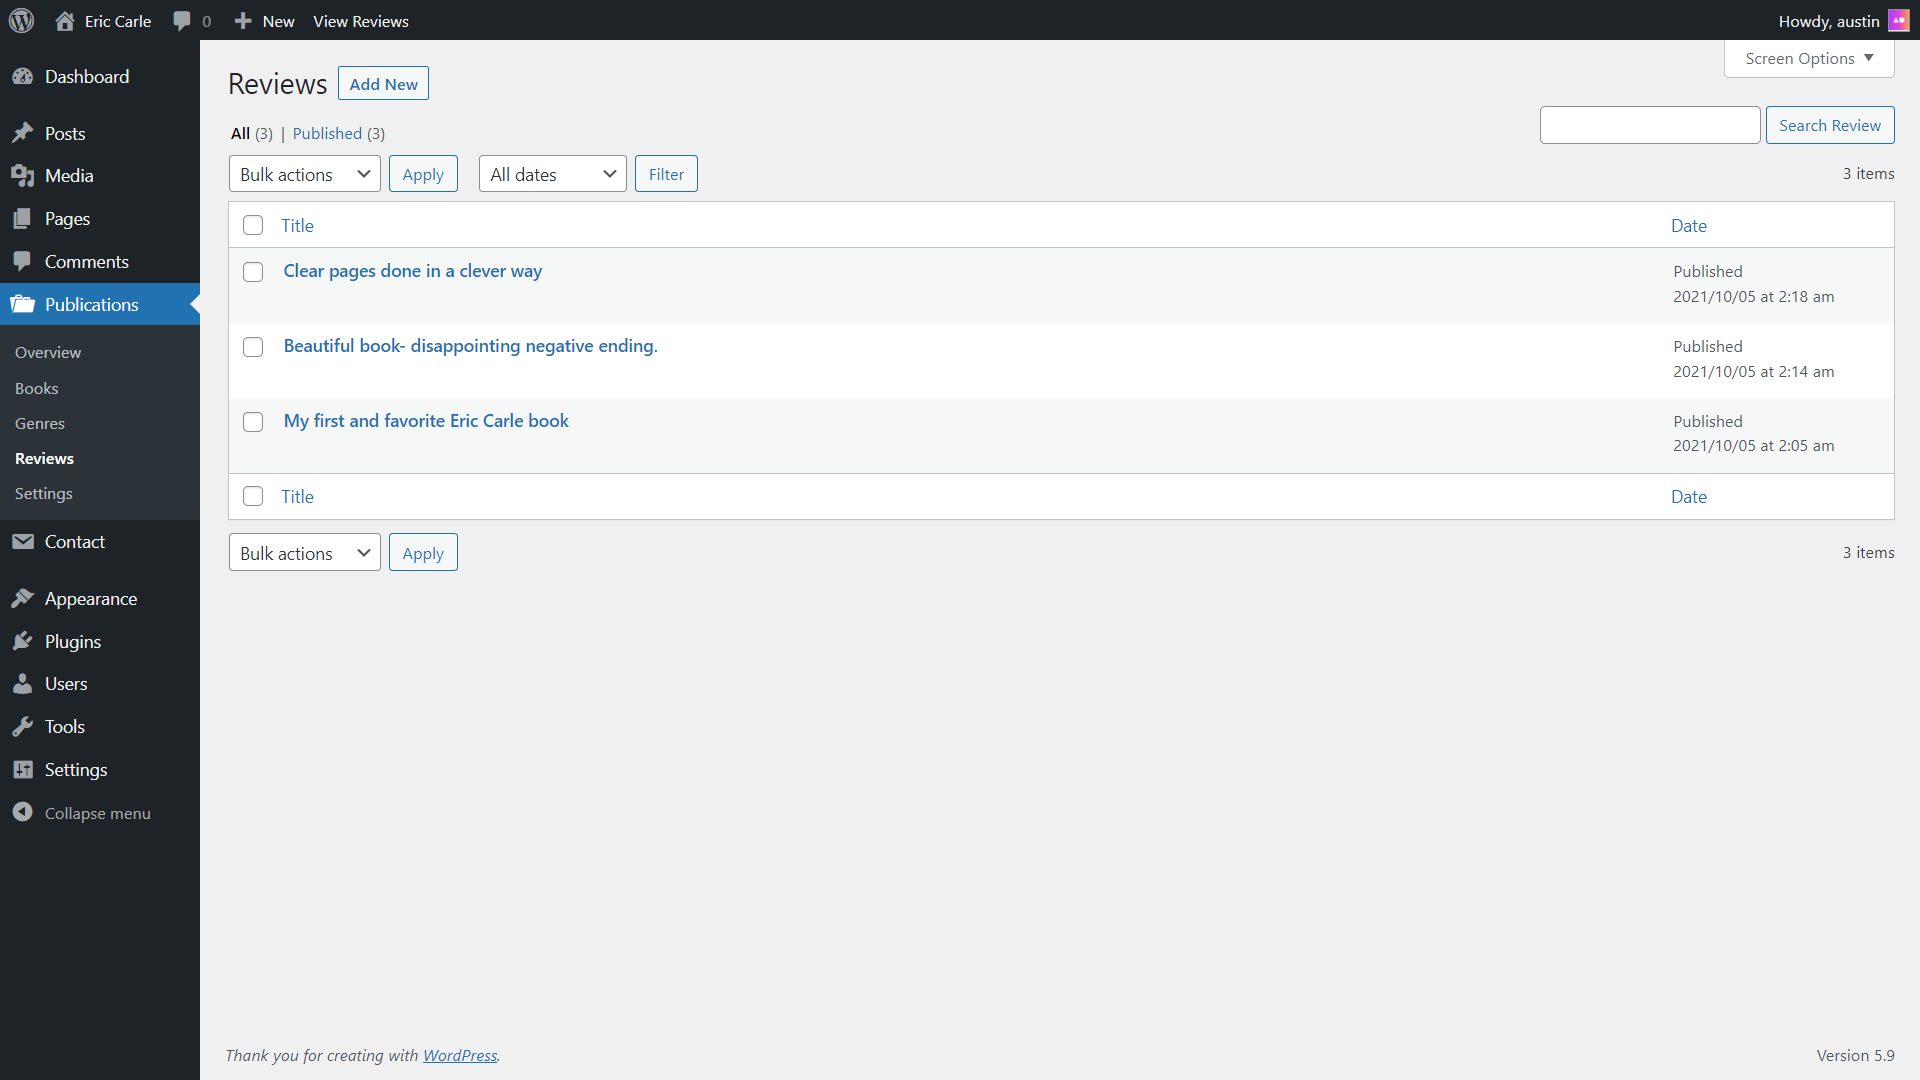 Eric Carle
0
New
View Reviews
Howdy, austin
Dashboard
Posts
Media
Pages
Comments
Publications
Overview
Books
Genres
Reviews
Settings
Contact
Appearance
Plugins
Users
Tools
Settings
Collapse menu
Screen Options
Reviews
Add New
All (3) | Published (3)
Search Review
Bulk actions
Apply
All dates
Filter
3 items
Title
Date
Clear pages done in a clever way
Published
2021/10/05 at 2:18 am
Beautiful book- disappointing negative ending.
Published
2021/10/05 at 2:14 am
My first and favorite Eric Carle book
Published
2021/10/05 at 2:05 am
Title
Date
Bulk actions
Apply
3 items
Thank you for creating with WordPress.
Version 5.9